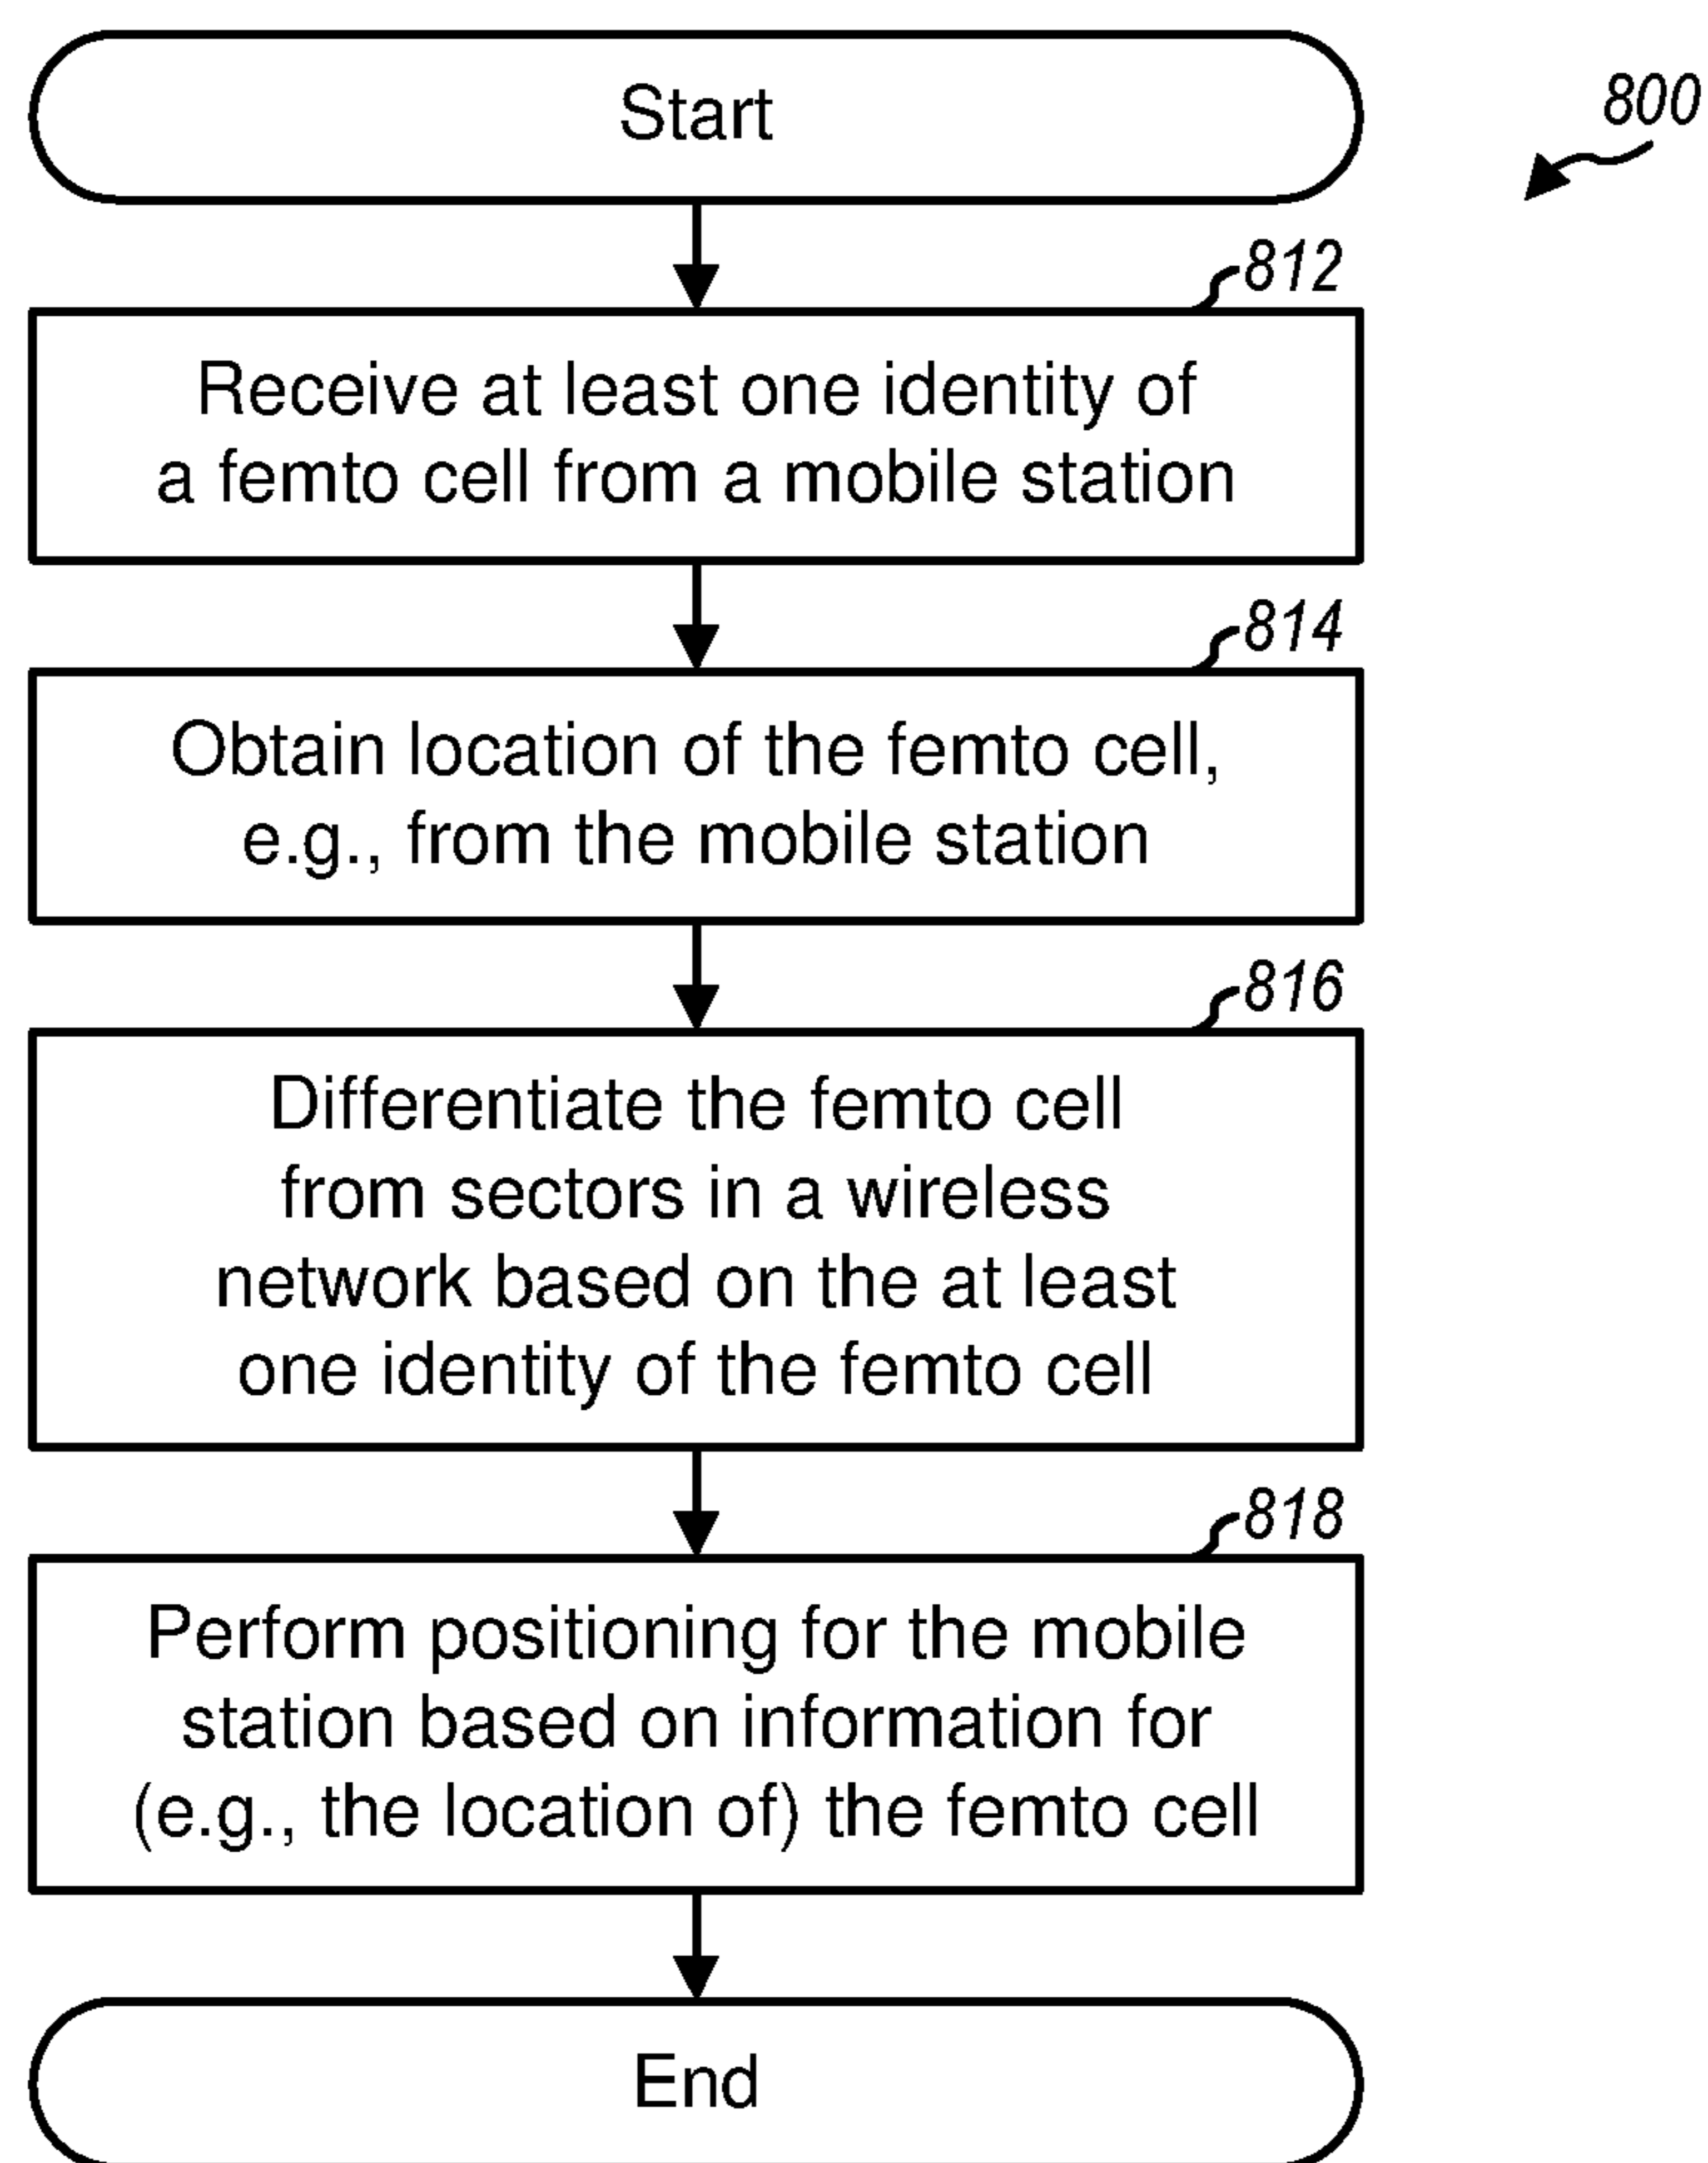 Start
800
812
Receive at least one identity of
a femto cell from a mobile station
814
Obtain location of the femto cell,
e.g., from the mobile station
816
Differentiate the femto cell
from sectors in a wireless
network based on the at least
one identity of the femto cell
818
Perform positioning for the mobile
station based on information for
(e.g., the location of) the femto cell
End